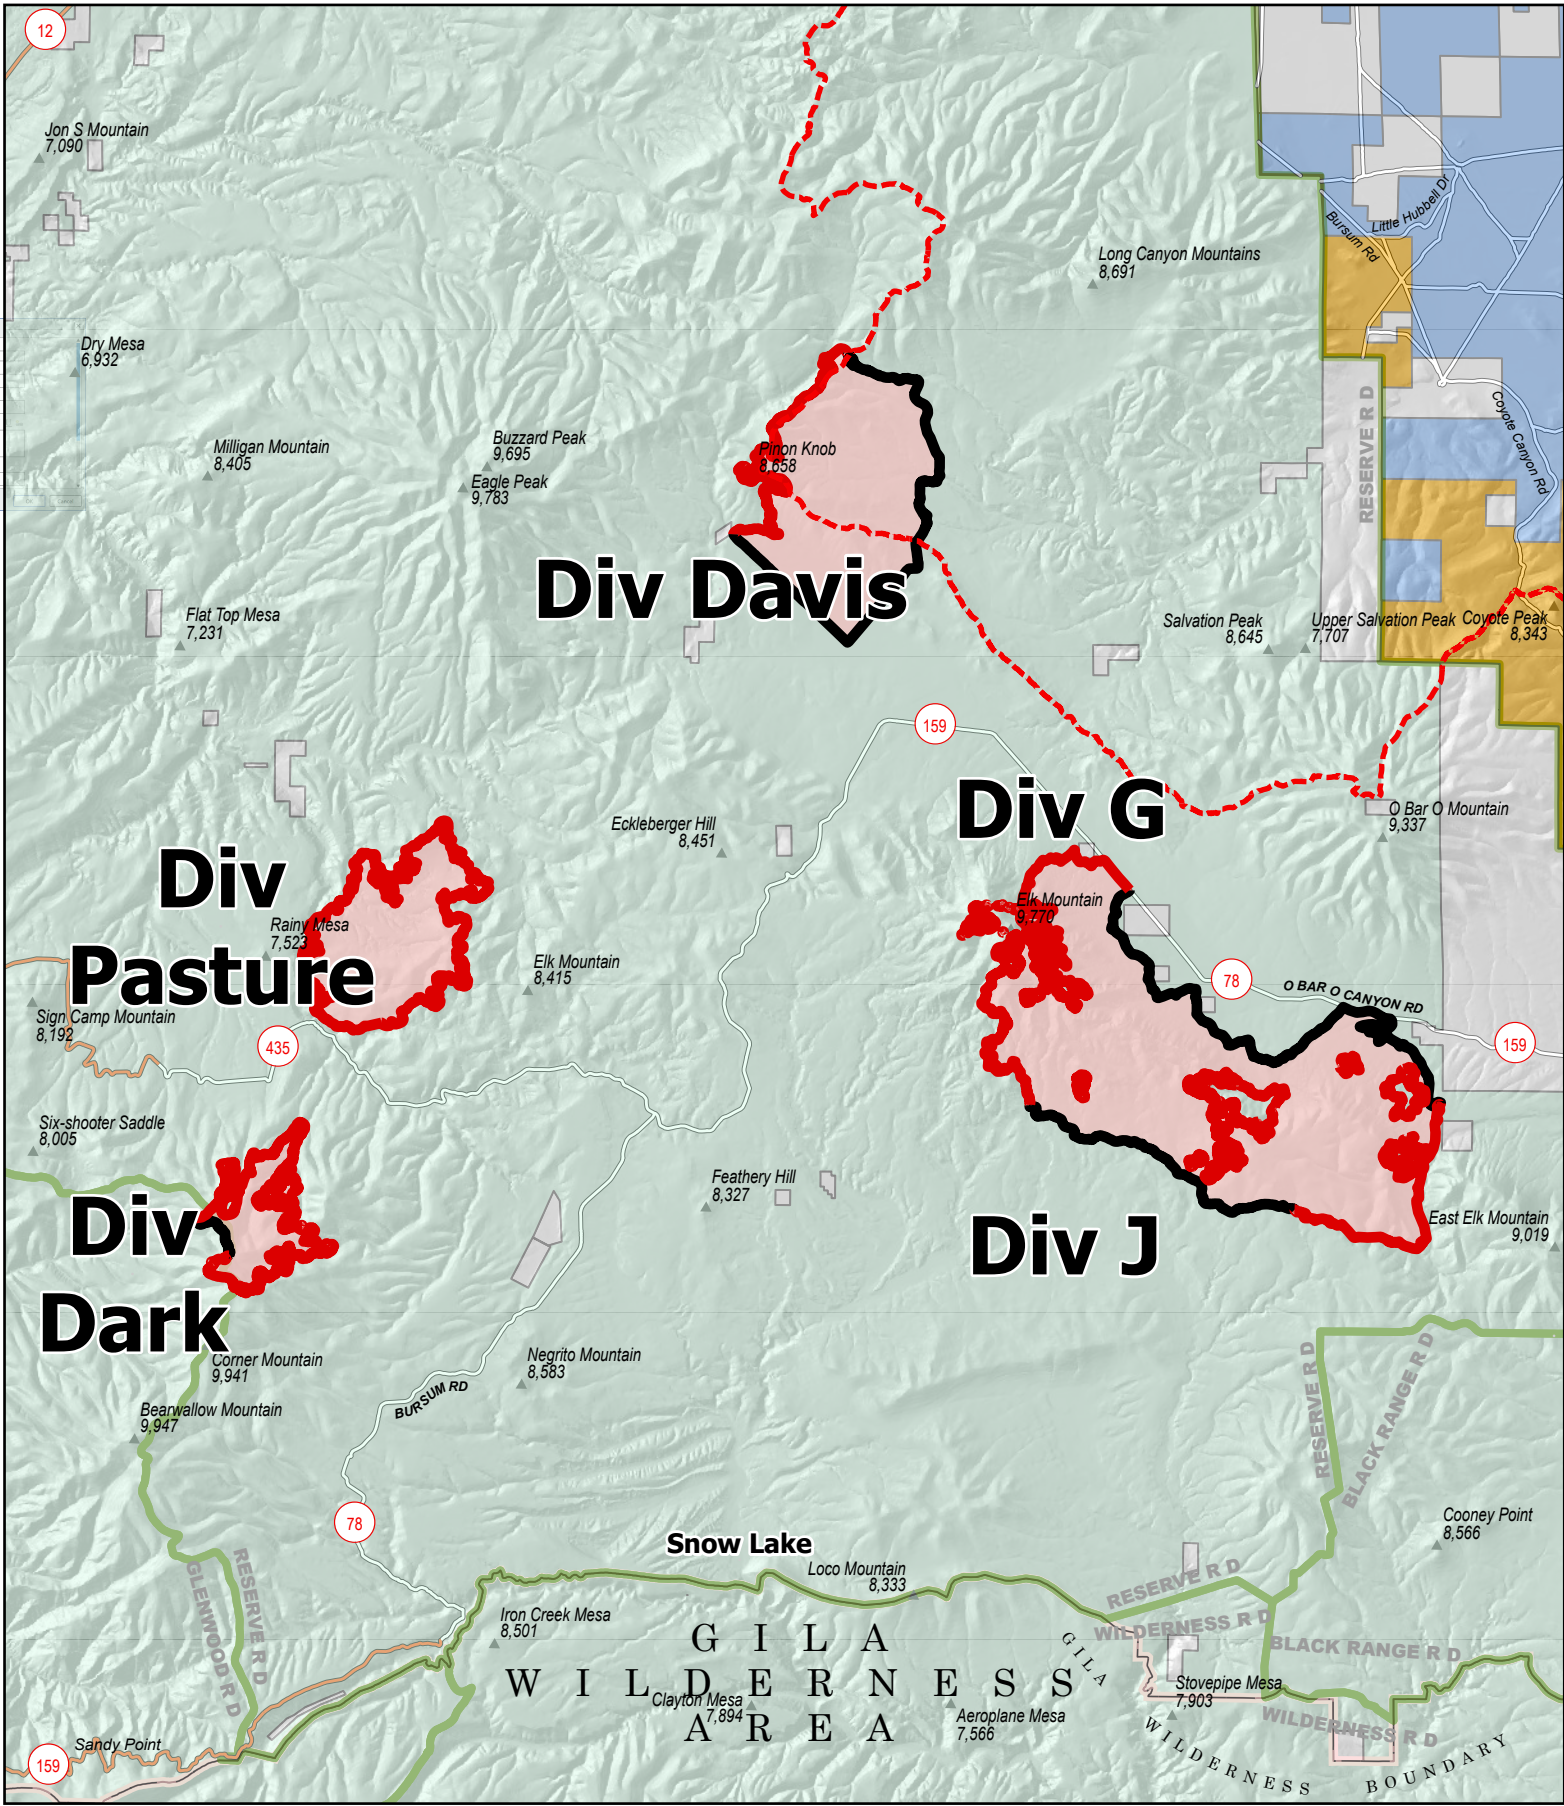 12
Jon S Mountain
7,090
Little Hubbell Dr
Bursum Rd
Long Canyon Mountains
8,691
Dry Mesa
6,932
RESERVE R D
Coyote Canyon Rd
Milligan Mountain
8,405
Buzzard Peak
9,695
Eagle Peak
9,783
Pinon Knob
8,658
Div Davis
Flat Top Mesa
7,231
Salvation Peak
8,645
Upper Salvation Peak
7,707
Coyote Peak
8,343
159
Div G
O Bar O Mountain
9,337
Eckleberger Hill
8,451
Div
Pasture
Rainy Mesa
7,523
Elk Mountain
9,770
Elk Mountain
8,415
78
O BAR O CANYON RD
159
Sign Camp Mountain
8,192
435
Six-shooter Saddle
8,005
Feathery Hill
8,327
Div
Dark
Div J
East Elk Mountain
9,019
Corner Mountain
9,941
Negrito Mountain
8,583
BURSUM RD
Bearwallow Mountain
9,947
RESERVE R D
BLACK RANGE R D
78
Cooney Point
8,566
Snow Lake
Loco Mountain
8,333
GLENWOOD R D
RESERVE R D
RESERVE R D
WILDERNESS R D
BLACK RANGE R D
Iron Creek Mesa
8,501
GILA
WILDERNESS
AREA
Clayton Mesa
7,894
Aeroplane Mesa
7,566
Stovepipe Mesa
7,903
WILDERNESS R D
GILA
WILDERNESS
BOUNDARY
Sandy Point
159